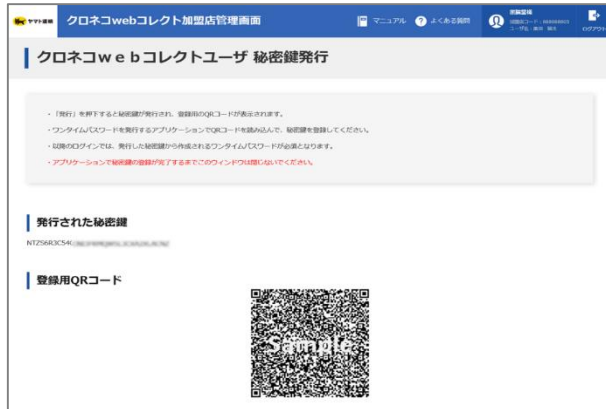 ヤマト運輸
クロネコwebコレクト加盟店管理画面
マニュアル
よくある質問
ログアウト
クロネコwebコレクトユーザ 秘密鍵発行
・「発行」を押下すると秘密鍵が発行され、登録用のQRコードが表示されます。
・ワンタイムパスワードを発行するアプリケーションでQRコードを読み込んで、秘密鍵を登録してください。
・以降のログインでは、発行した秘密鍵から作成されるワンタイムパスワードが必須となります。
・アプリケーションで秘密鍵の登録が完了するまでこのウィンドウは閉じないでください。
発行された秘密鍵
登録用QRコード
Sample